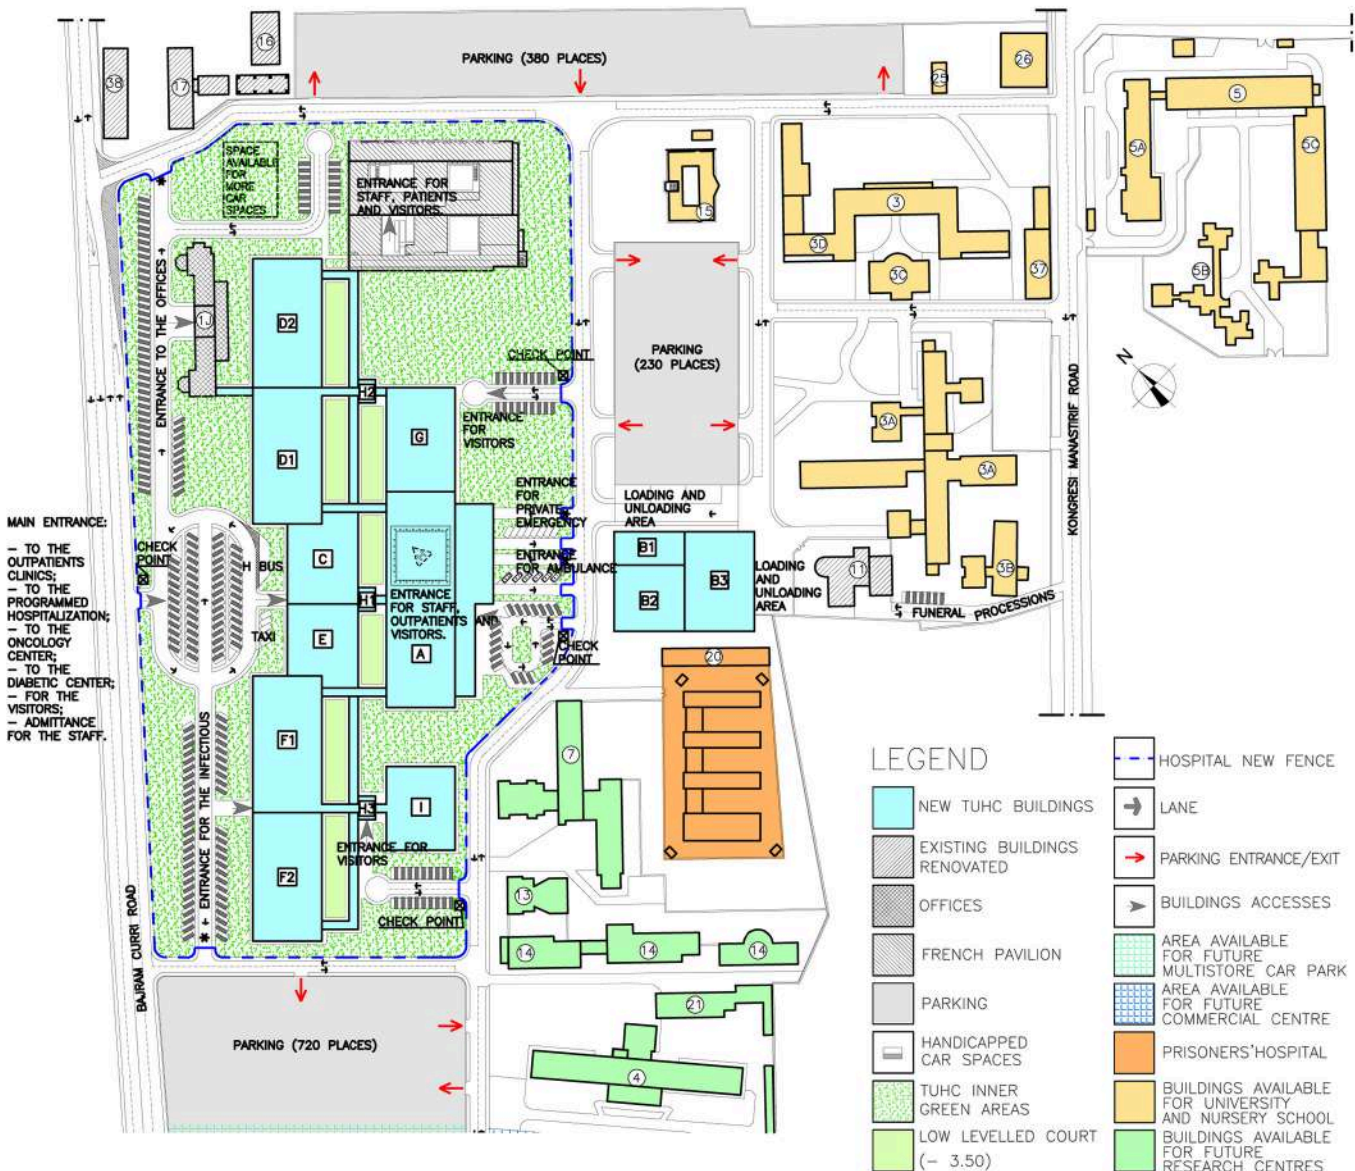 16
38
17
PARKING (380 PLACES)
25
26
5
5A
5C
SPACE
AVAILABLE
FOR
MORE
CAR
SPACES
ENTRANCE FOR
STAFF, PATIENTS
AND VISITORS.
15
3
3D
3C
37
5B
ENTRANCE TO THE OFFICES
1J
D2
CHECK POINT
PARKING
(230 PLACES)
N
KONGRESI MANASTIRIF ROAD
H2
ENTRANCE
FOR
VISITORS
G
D1
3A
3A
ENTRANCE
FOR
PRIVATE
EMERGENCY
LOADING AND
UNLOADING
AREA
MAIN ENTRANCE:
– TO THE
OUTPATIENTS
CLINICS;
– TO THE
PROGRAMMED
HOSPITALIZATION;
– TO THE
ONCOLOGY
CENTER;
– TO THE
DIABETIC CENTER;
– FOR THE
VISITORS;
– ADMITTANCE
FOR THE STAFF.
CHECK
POINT
H BUS
TAXI
C
H1
E
ENTRANCE
FOR AMBULANCE
ENTRANCE
FOR STAFF,
OUTPATIENTS AND
VISITORS.
A
CHECK
POINT
B1
B2
B3
LOADING
AND
UNLOADING
AREA
11
3B
FUNERAL PROCESSIONS
20
F1
7
ENTRANCE FOR THE INFECTIOUS
H3
I
ENTRANCE FOR
VISITORS
F2
13
CHECK POINT
14
14
14
BAJRAM CURRI ROAD
21
PARKING (720 PLACES)
4
LEGEND
NEW TUHC BUILDINGS
EXISTING BUILDINGS
RENOVATED
OFFICES
FRENCH PAVILION
PARKING
HANDICAPPED
CAR SPACES
TUHC INNER
GREEN AREAS
LOW LEVELLED COURT
(– 3.50)
HOSPITAL NEW FENCE
LANE
PARKING ENTRANCE/EXIT
BUILDINGS ACCESSES
AREA AVAILABLE
FOR FUTURE
MULTISTORE CAR PARK
AREA AVAILABLE
FOR FUTURE
COMMERCIAL CENTRE
PRISONERS'HOSPITAL
BUILDINGS AVAILABLE
FOR UNIVERSITY
AND NURSERY SCHOOL
BUILDINGS AVAILABLE
FOR FUTURE
RESEARCH CENTRES